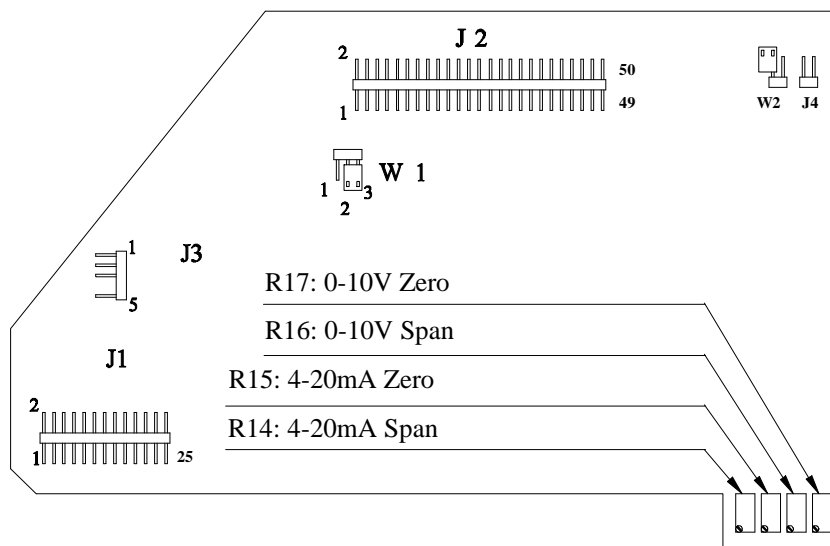 J 2
2
50
1
49
W2
J4
W 1
1
2
3
J3
1
5
R17: 0-10V Zero
R16: 0-10V Span
J1
R15: 4-20mA Zero
2
R14: 4-20mA Span
1
25